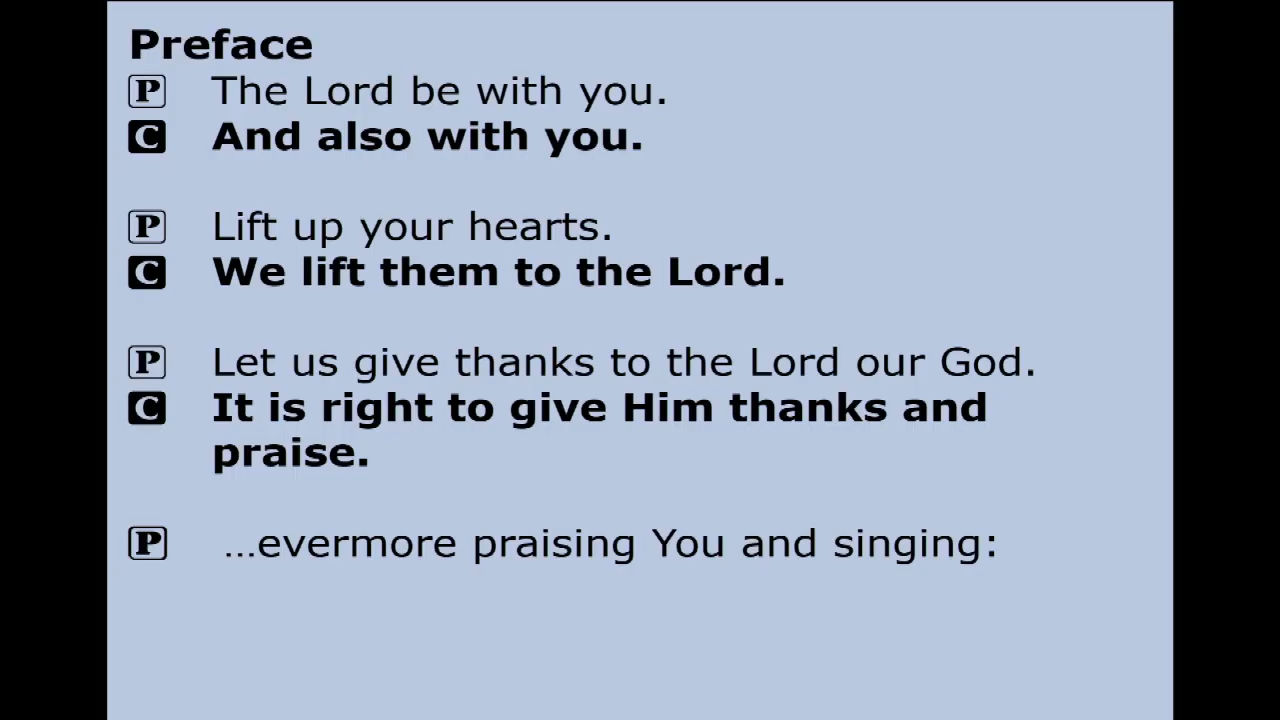 Preface
P The Lord be with you.
C And also with you.
P Lift up your hearts.
C We lift them to the Lord.
P Let us give thanks to the Lord our God.
C It is right to give Him thanks and
praise.
P …evermore praising You and singing: